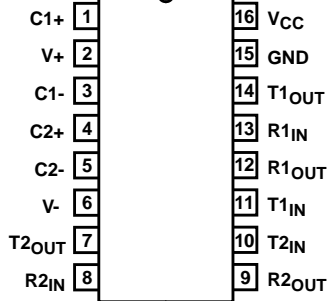 C1+ 1 16 VCC
V+ 2 15 GND
C1- 3 14 T1OUT
C2+ 4 13 R1IN
C2- 5 12 R1OUT
V- 6 11 T1IN
T2OUT 7 10 T2IN
R2IN 8 9 R2OUT